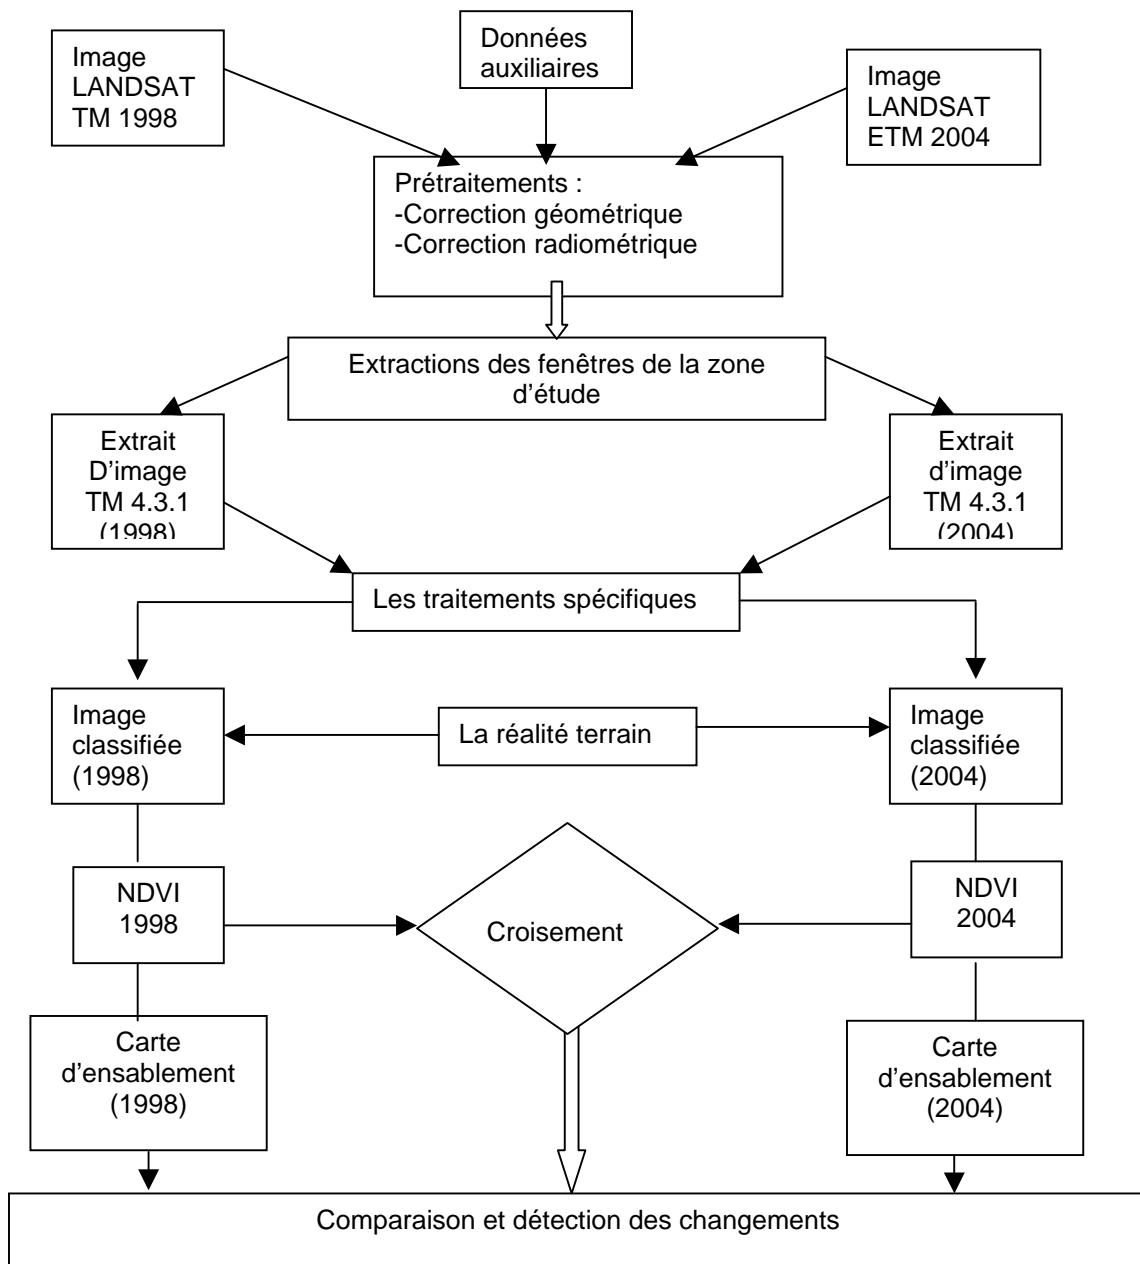 Image
LANDSAT
TM 1998
Données
auxiliaires
Image
LANDSAT
ETM 2004
Prétraitements :
-Correction géométrique
-Correction radiométrique
Extractions des fenêtres de la zone
d'étude
Extrait
D'image
TM 4.3.1
(1998)
Extrait
d'image
TM 4.3.1
(2004)
Les traitements spécifiques
Image
classifiée
(1998)
La réalité terrain
Image
classifiée
(2004)
NDVI
1998
Croisement
NDVI
2004
Carte
d'ensablement
(1998)
Carte
d'ensablement
(2004)
Comparaison et détection des changements